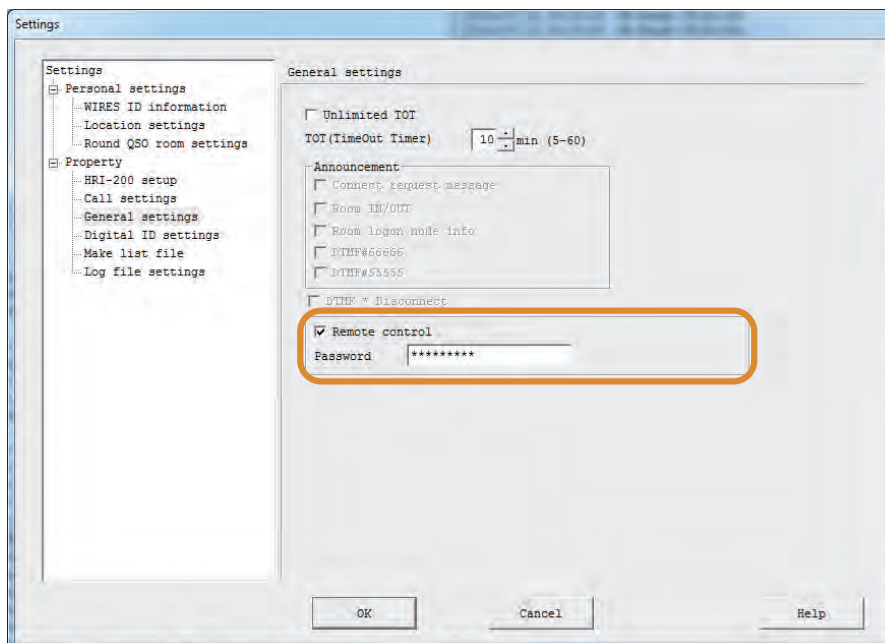 Settings
Settings
Personal settings
WIRES ID information
Location settings
Round QSO room settings
Property
HRI-200 setup
Call settings
General settings
Digital ID settings
Make list file
Log file settings
General settings
Unlimited TOT
TOT(TimeOut Timer) 10 min (5-60)
Announcement
Connect request message
Room IN/OUT
Room logon node info
DTMF#66666
DTMF#55555
DTMF * Disconnect
Remote control
Password *********
OK Cancel Help